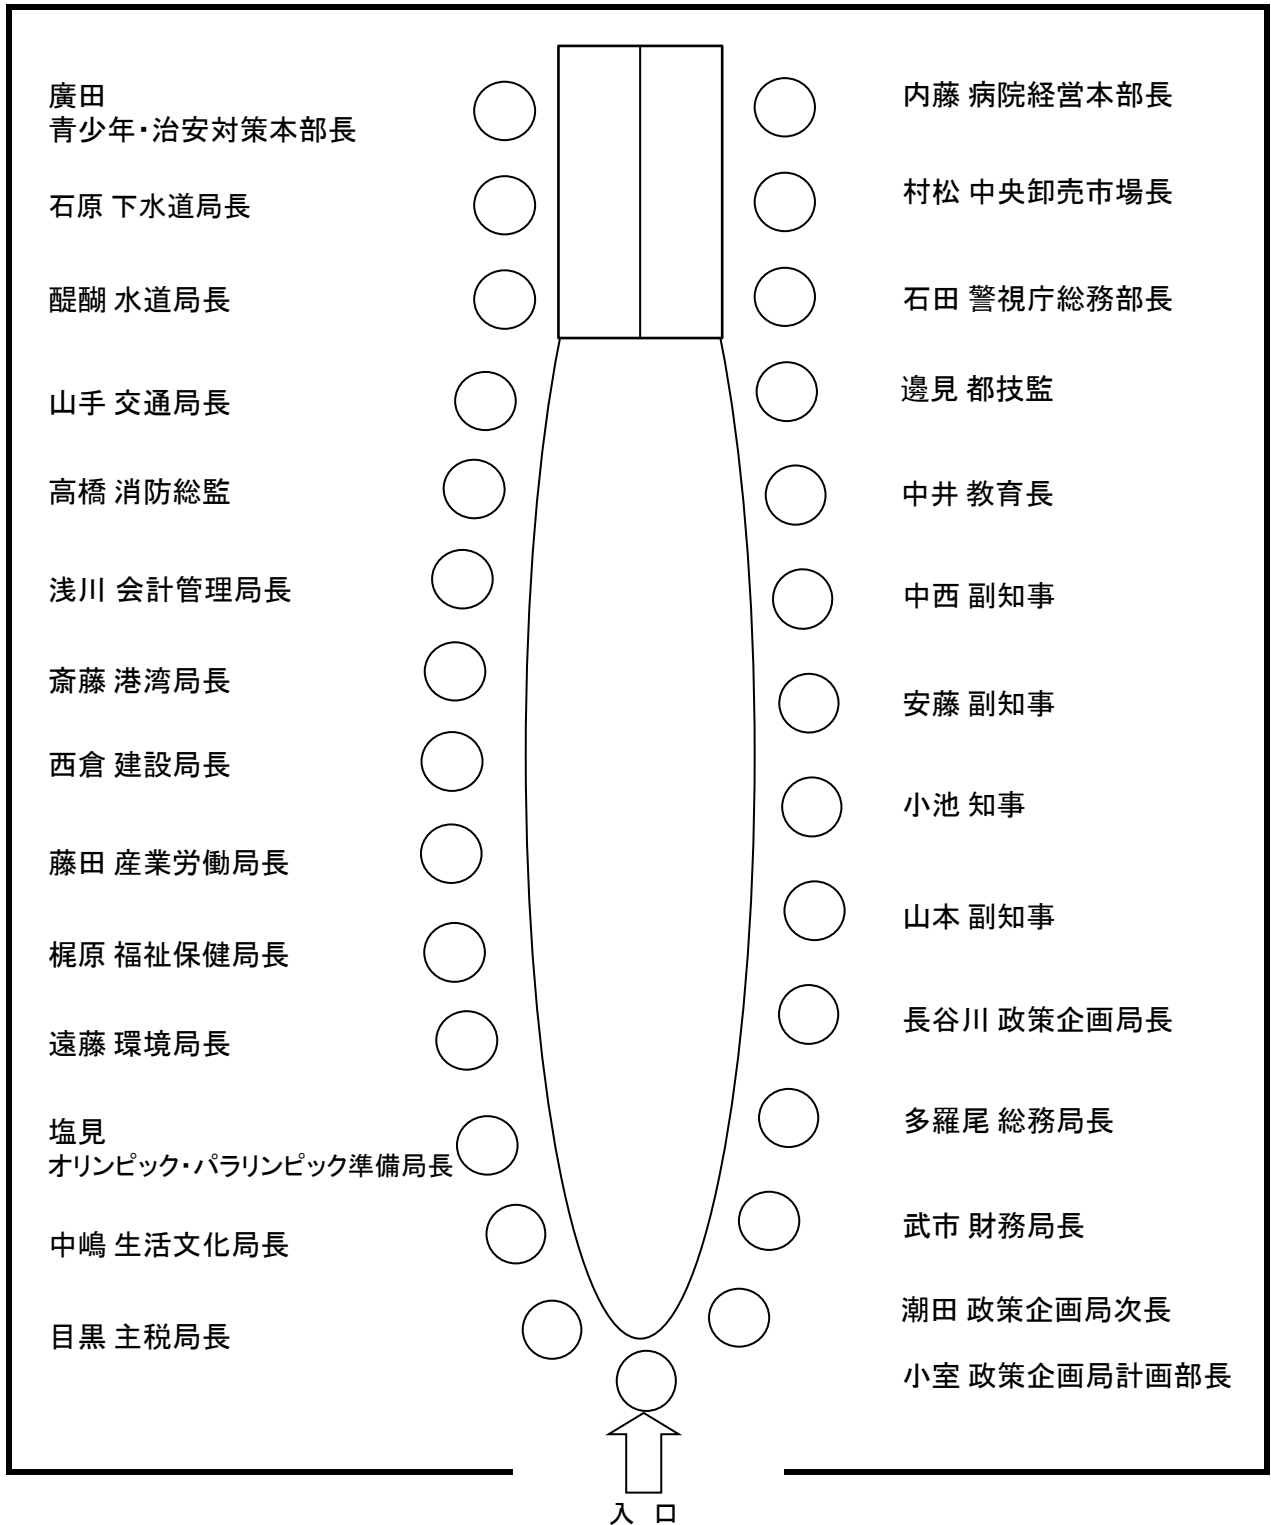 廣田
青少年・治安対策本部長
石原 下水道局長
醍醐 水道局長
山手 交通局長
高橋 消防総監
浅川 会計管理局長
斎藤 港湾局長
西倉 建設局長
藤田 産業労働局長
梶原 福祉保健局長
遠藤 環境局長
塩見
オリンピック・パラリンピック準備局長
中嶋 生活文化局長
目黒 主税局長
内藤 病院経営本部長
村松 中央卸売市場長
石田 警視庁総務部長
邊見 都技監
中井 教育長
中西 副知事
安藤 副知事
小池 知事
山本 副知事
長谷川 政策企画局長
多羅尾 総務局長
武市 財務局長
潮田 政策企画局次長
小室 政策企画局計画部長
入 口